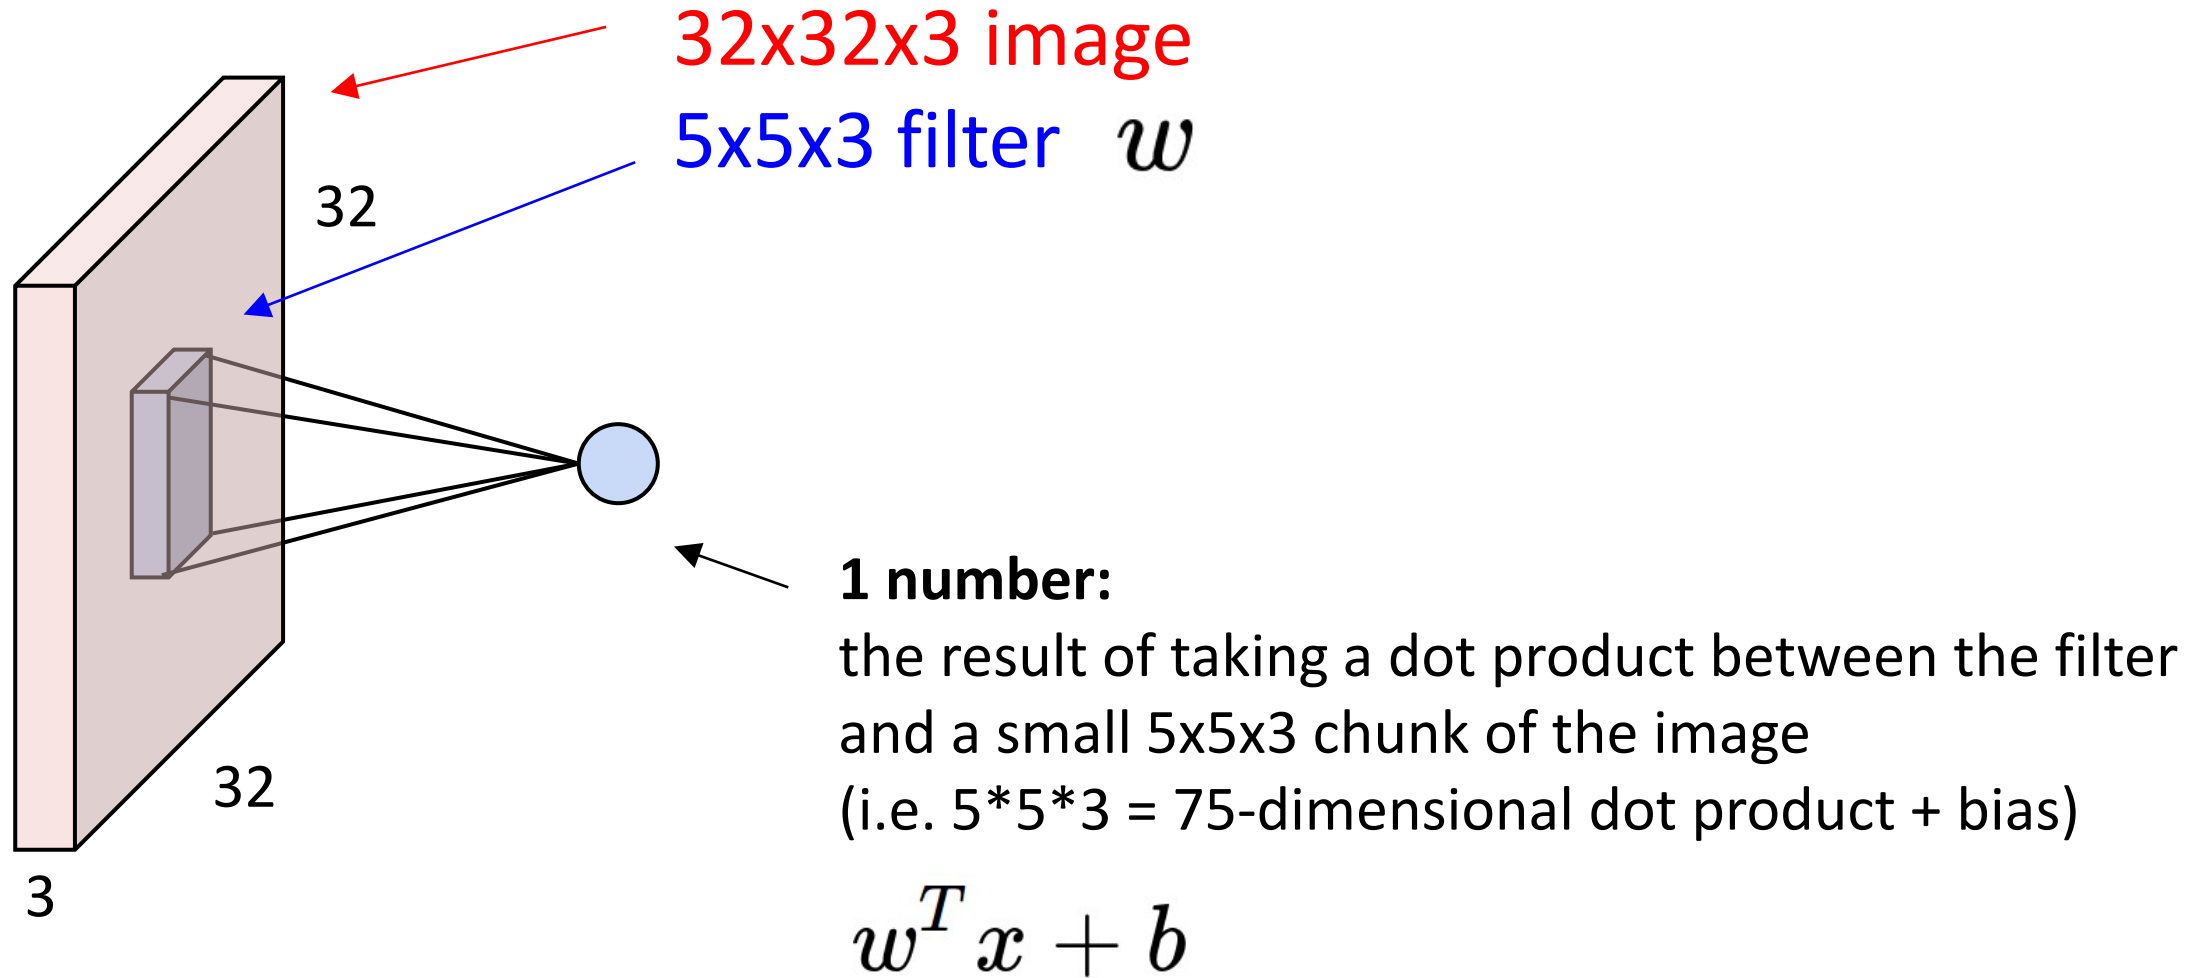 32x32x3 image
5x5x3 filter w
32
32
3
1 number:
the result of taking a dot product between the filter
and a small 5x5x3 chunk of the image
(i.e. 5*5*3 = 75-dimensional dot product + bias)
w^T x + b